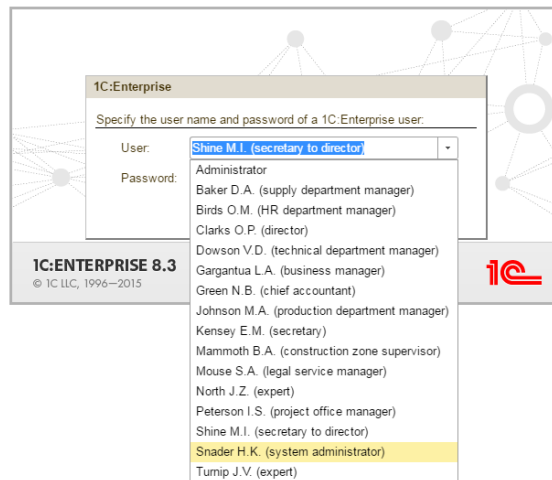 1C:Enterprise
Specify the user name and password of a 1C:Enterprise user:
User: Shine M.I. (secretary to director)
Password:
Administrator
Baker D.A. (supply department manager)
Birds O.M. (HR department manager)
Clarks O.P. (director)
Dowson V.D. (technical department manager)
Gargantua L.A. (business manager)
Green N.B. (chief accountant)
Johnson M.A. (production department manager)
Kensey E.M. (secretary)
Mammoth B.A. (construction zone supervisor)
Mouse S.A. (legal service manager)
North J.Z. (expert)
Peterson I.S. (project office manager)
Shine M.I. (secretary to director)
Snader H.K. (system administrator)
Turnip J.V. (expert)
1C:ENTERPRISE 8.3
© 1C LLC, 1996—2015
1C